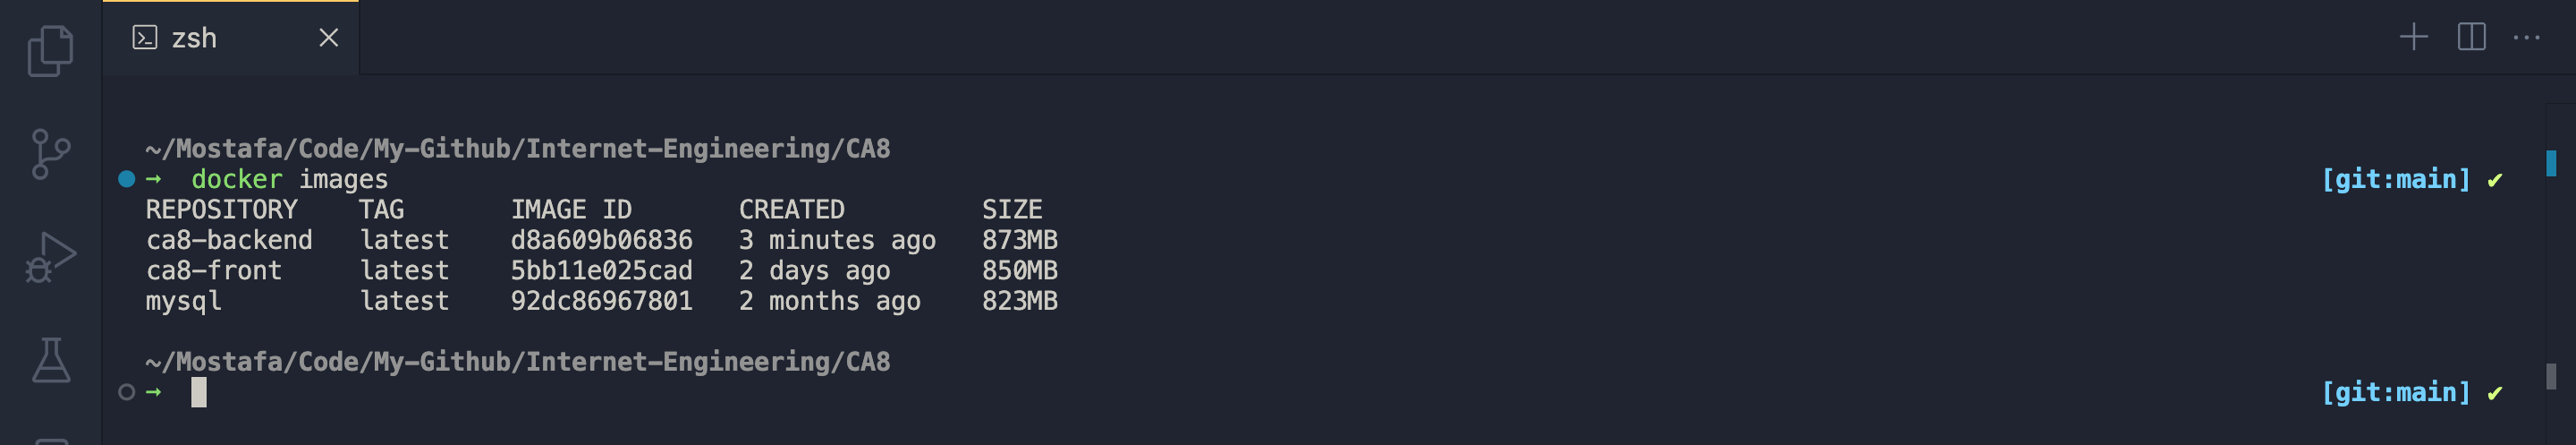 zsh
~/Mostafa/Code/My-Github/Internet-Engineering/CA8
→ docker images [git:main] ✔
REPOSITORY TAG IMAGE ID CREATED SIZE
ca8-backend latest d8a609b06836 3 minutes ago 873MB
ca8-front latest 5bb11e025cad 2 days ago 850MB
mysql latest 92dc86967801 2 months ago 823MB
~/Mostafa/Code/My-Github/Internet-Engineering/CA8
→ [git:main] ✔